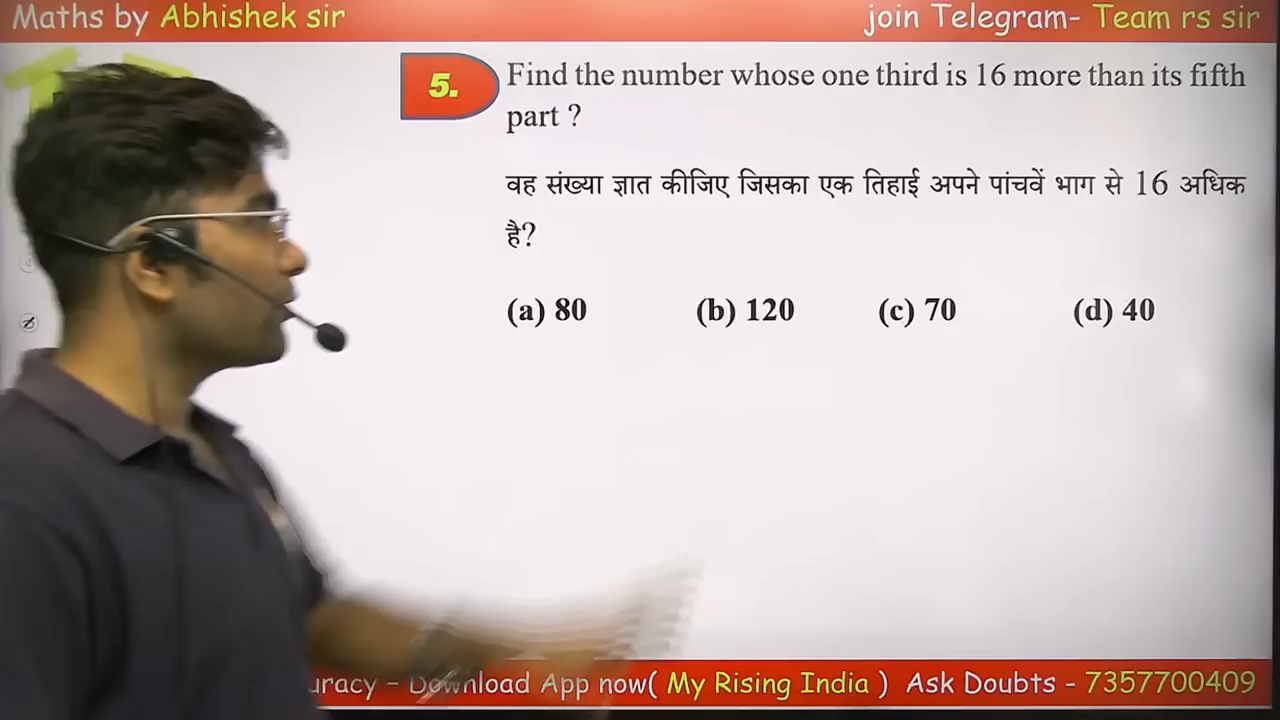 Maths by Abhishek sir
join Telegram- Team rs sir
5.
Find the number whose one third is 16 more than its fifth
part ?
वह संख्या ज्ञात कीजिए जिसका एक तिहाई अपने पांचवें भाग से 16 अधिक
है?
(a) 80 (b) 120 (c) 70 (d) 40
Download App now( My Rising India ) Ask Doubts - 7357700409